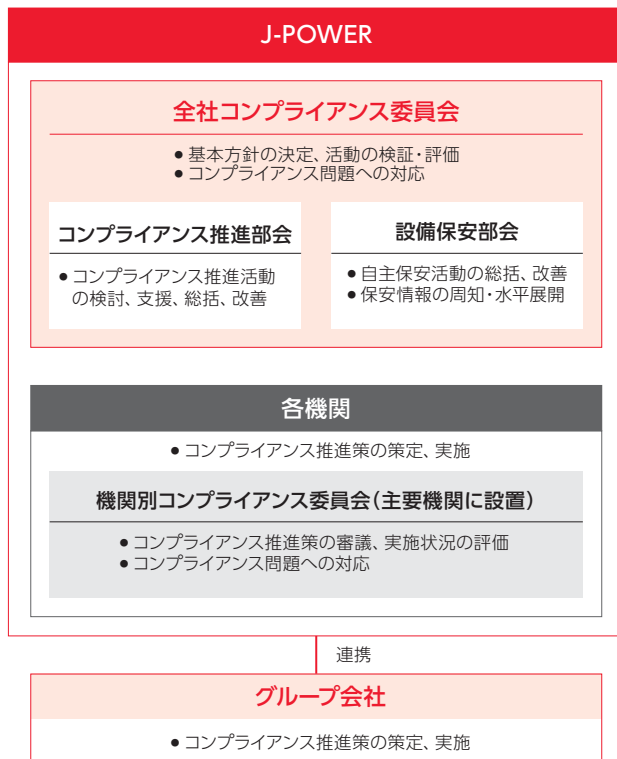 J-POWER
全社コンプライアンス委員会
● 基本方針の決定、活動の検証・評価
● コンプライアンス問題への対応
コンプライアンス推進部会
● コンプライアンス推進活動
の検討、支援、総括、改善
設備保安部会
● 自主保安活動の総括、改善
● 保安情報の周知・水平展開
各機関
● コンプライアンス推進策の策定、実施
機関別コンプライアンス委員会(主要機関に設置)
● コンプライアンス推進策の審議、実施状況の評価
● コンプライアンス問題への対応
連携
グループ会社
● コンプライアンス推進策の策定、実施